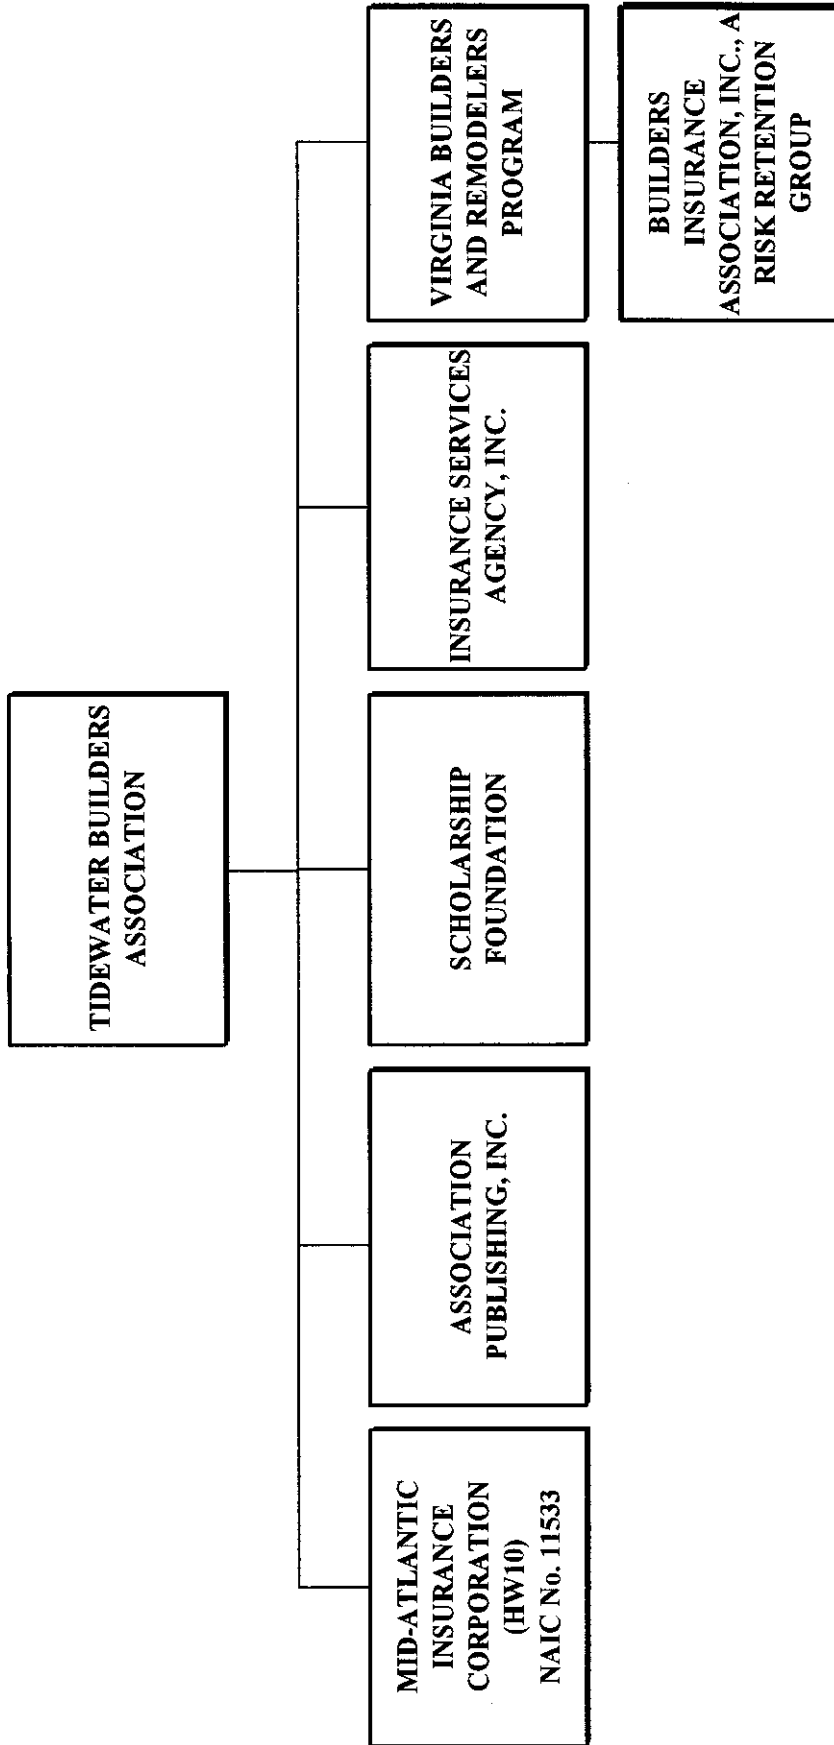 TIDEWATER BUILDERS
ASSOCIATION
MID-ATLANTIC
INSURANCE
CORPORATION
(HW10)
NAIC No. 11533
ASSOCIATION
PUBLISHING, INC.
SCHOLARSHIP
FOUNDATION
INSURANCE SERVICES
AGENCY, INC.
VIRGINIA BUILDERS
AND REMODELERS
PROGRAM
BUILDERS
INSURANCE
ASSOCIATION, INC., A
RISK RETENTION
GROUP